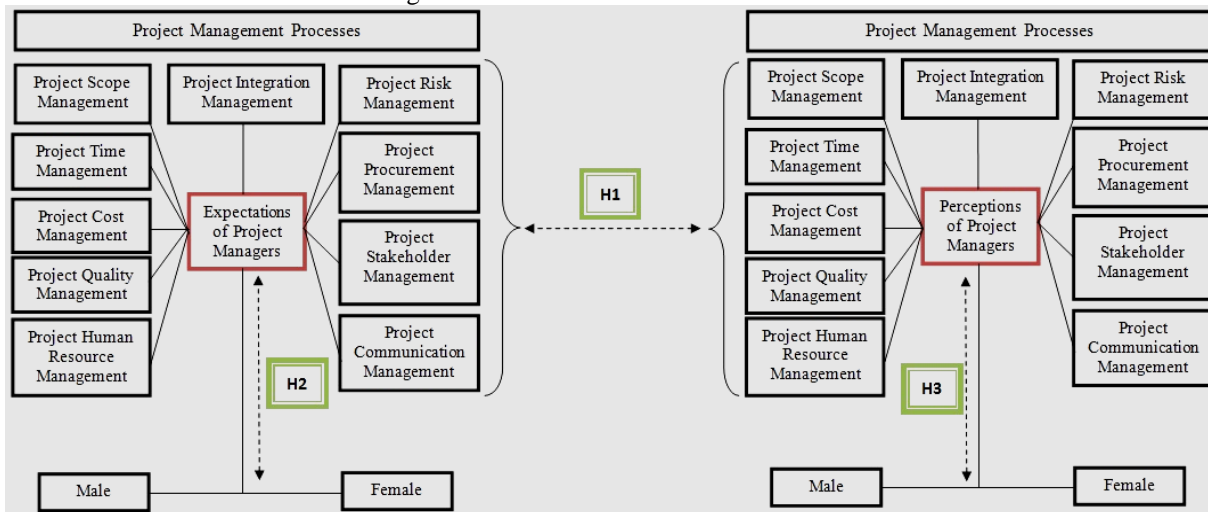 Project Management Processes
Project Scope
Management
Project Integration
Management
Project Risk
Management
Project Time
Management
Project
Procurement
Management
Project Cost
Management
Expectations
of Project
Managers
Project
Stakeholder
Management
Project Quality
Management
Project Human
Resource
Management
Project
Communication
Management
H2
Male
Female
H1
Project Management Processes
Project Scope
Management
Project Integration
Management
Project Risk
Management
Project Time
Management
Project
Procurement
Management
Project Cost
Management
Perceptions
of Project
Managers
Project
Stakeholder
Management
Project Quality
Management
Project Human
Resource
Management
Project
Communication
Management
H3
Male
Female